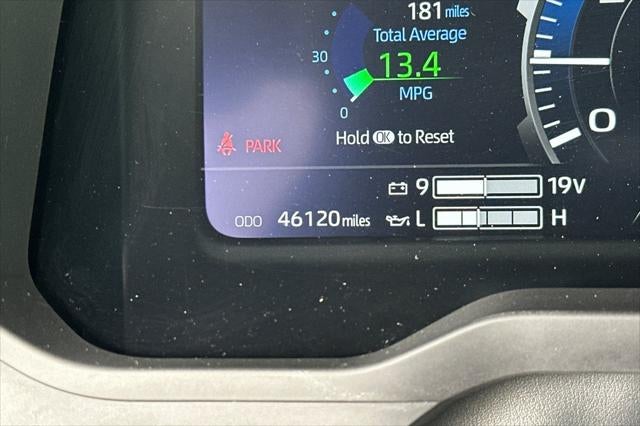 181 miles
Total Average
30
13.4
0
MPG
Hold OK to Reset
PARK
0
9 19V
ODO 46120 miles L H